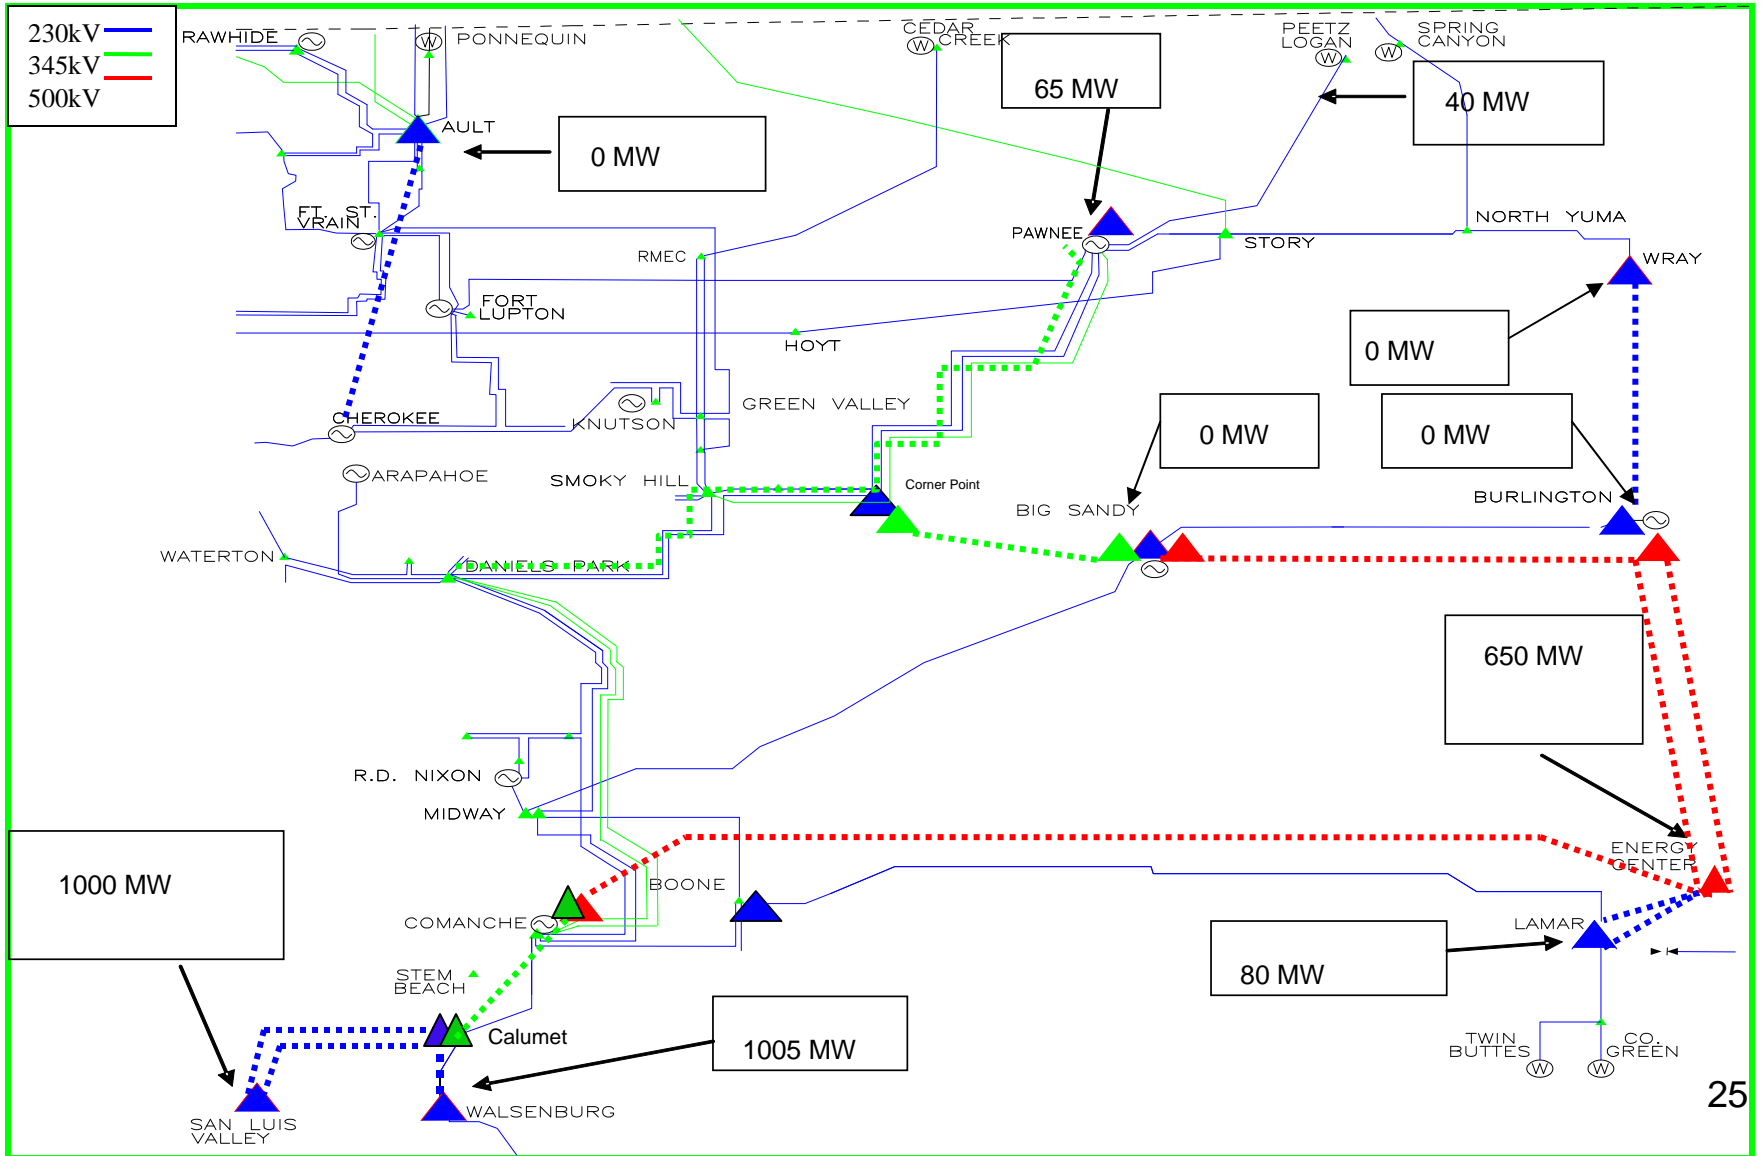 230kV
345kV
500kV
RAWHIDE
W
PONNEQUIN
CEDAR
CREEK
W
PEETZ
LOGAN
W
SPRING
CANYON
W
65 MW
40 MW
AULT
0 MW
FT. ST.
VRAIN
PAWNEE
STORY
NORTH YUMA
RMEC
WRAY
FORT
LUPTON
HOYT
0 MW
CHEROKEE
KNUTSON
GREEN VALLEY
0 MW
0 MW
ARAPAHOE
SMOKY HILL
Corner Point
BIG SANDY
BURLINGTON
WATERTON
DANIELS PARK
650 MW
R.D. NIXON
MIDWAY
ENERGY
CENTER
1000 MW
BOONE
COMANCHE
LAMAR
80 MW
STEM
BEACH
Calumet
1005 MW
TWIN
BUTTES
W
CO.
GREEN
W
SAN LUIS
VALLEY
WALSENBURG
25